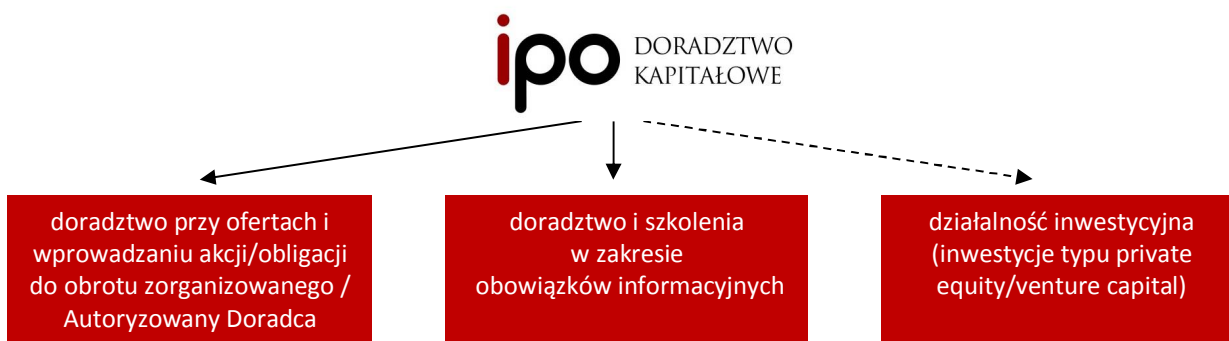 ipo DORADZTWO
KAPITAŁOWE
doradztwo przy ofertach i
wprowadzaniu akcji/obligacji
do obrotu zorganizowanego /
Autoryzowany Doradca
doradztwo i szkolenia
w zakresie
obowiązków informacyjnych
działalność inwestycyjna
(inwestycje typu private
equity/venture capital)